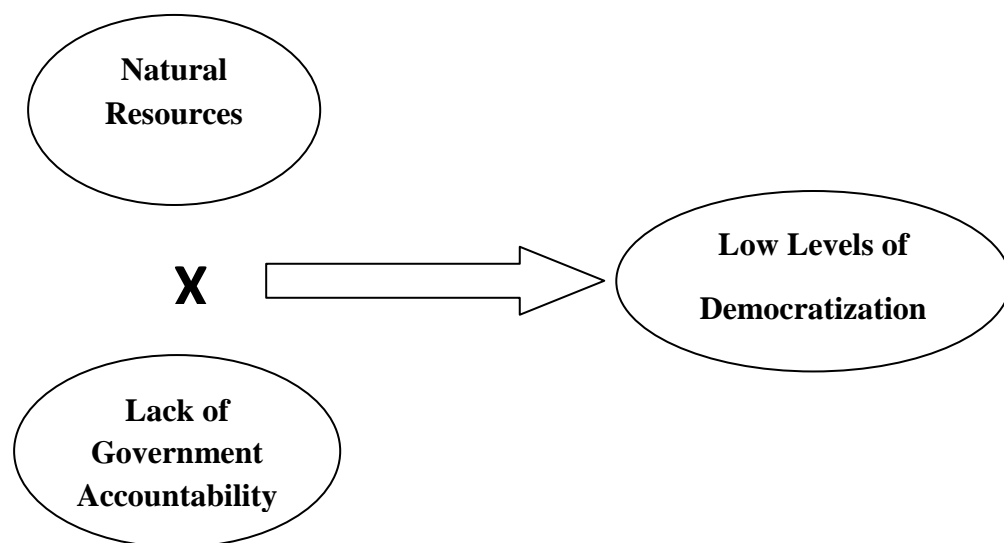 Natural
Resources
X
Low Levels of
Democratization
Lack of
Government
Accountability